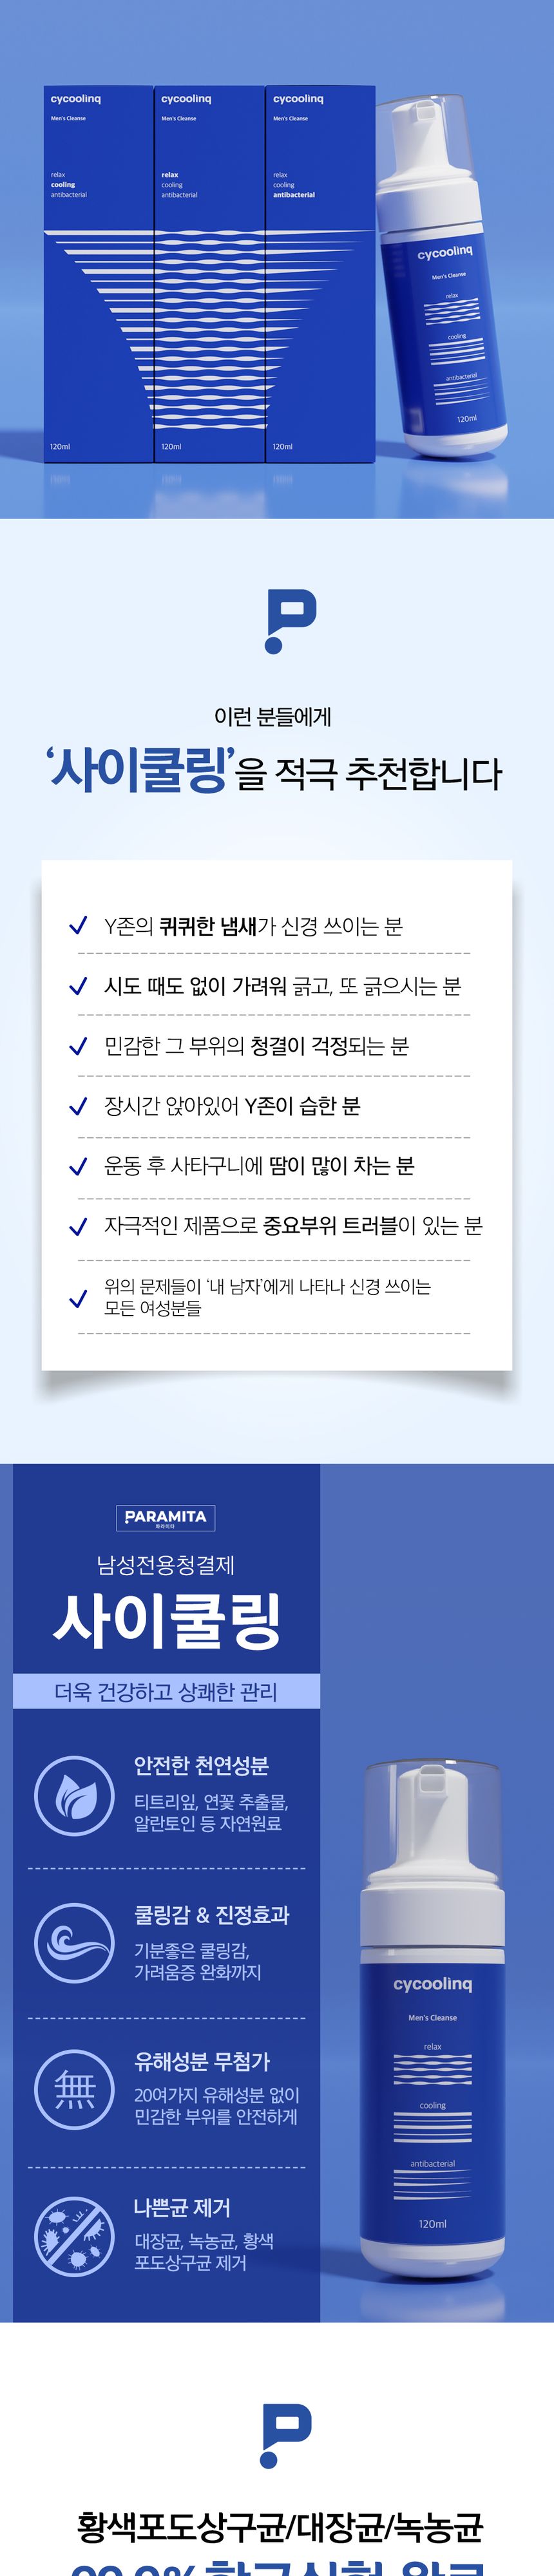 cycoolinq
Men's Cleanse
relax
cooling
antibacterial
120ml
cycoolinq
Men's Cleanse
relax
cooling
antibacterial
120ml
cycoolinq
Men's Cleanse
relax
cooling
antibacterial
120ml
cycoolinq
Men's Cleanse
relax
cooling
antibacterial
120ml
이런 분들에게
‘사이쿨링’을 적극 추천합니다
Y존의 퀴퀴한 냄새가 신경 쓰이는 분
시도 때도 없이 가려워 긁고, 또 긁으시는 분
민감한 그 부위의 청결이 걱정되는 분
장시간 앉아있어 Y존이 습한 분
운동 후 사타구니에 땀이 많이 차는 분
자극적인 제품으로 중요부위 트러블이 있는 분
위의 문제들이 ‘내 남자’에게 나타나 신경 쓰이는
모든 여성분들
PARAMITA
파라미타
남성전용청결제
사이쿨링
더욱 건강하고 상쾌한 관리
안전한 천연성분
티트리잎, 연꽃 추출물,
알란토인 등 자연원료
쿨링감 & 진정효과
기분좋은 쿨링감,
가려움증 완화까지
無
유해성분 무첨가
20여가지 유해성분 없이
민감한 부위를 안전하게
나쁜균 제거
대장균, 녹농균, 황색
포도상구균 제거
cycoolinq
Men's Cleanse
relax
cooling
antibacterial
120ml
황색포도상구균/대장균/녹농균